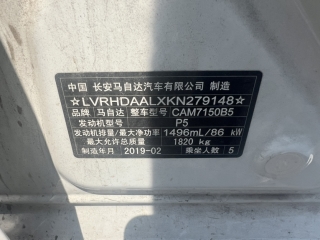 中国 长安马自达汽车有限公司 制造
☆LVRHDAALXKN279148☆
品牌 马自达 整车型号 CAM7150B5
发动机型号 P5
发动机排量/最大净功率 1496mL/86 kW
最大允许总质量 1820 kg
制造年月 2019-02 乘坐人数 5